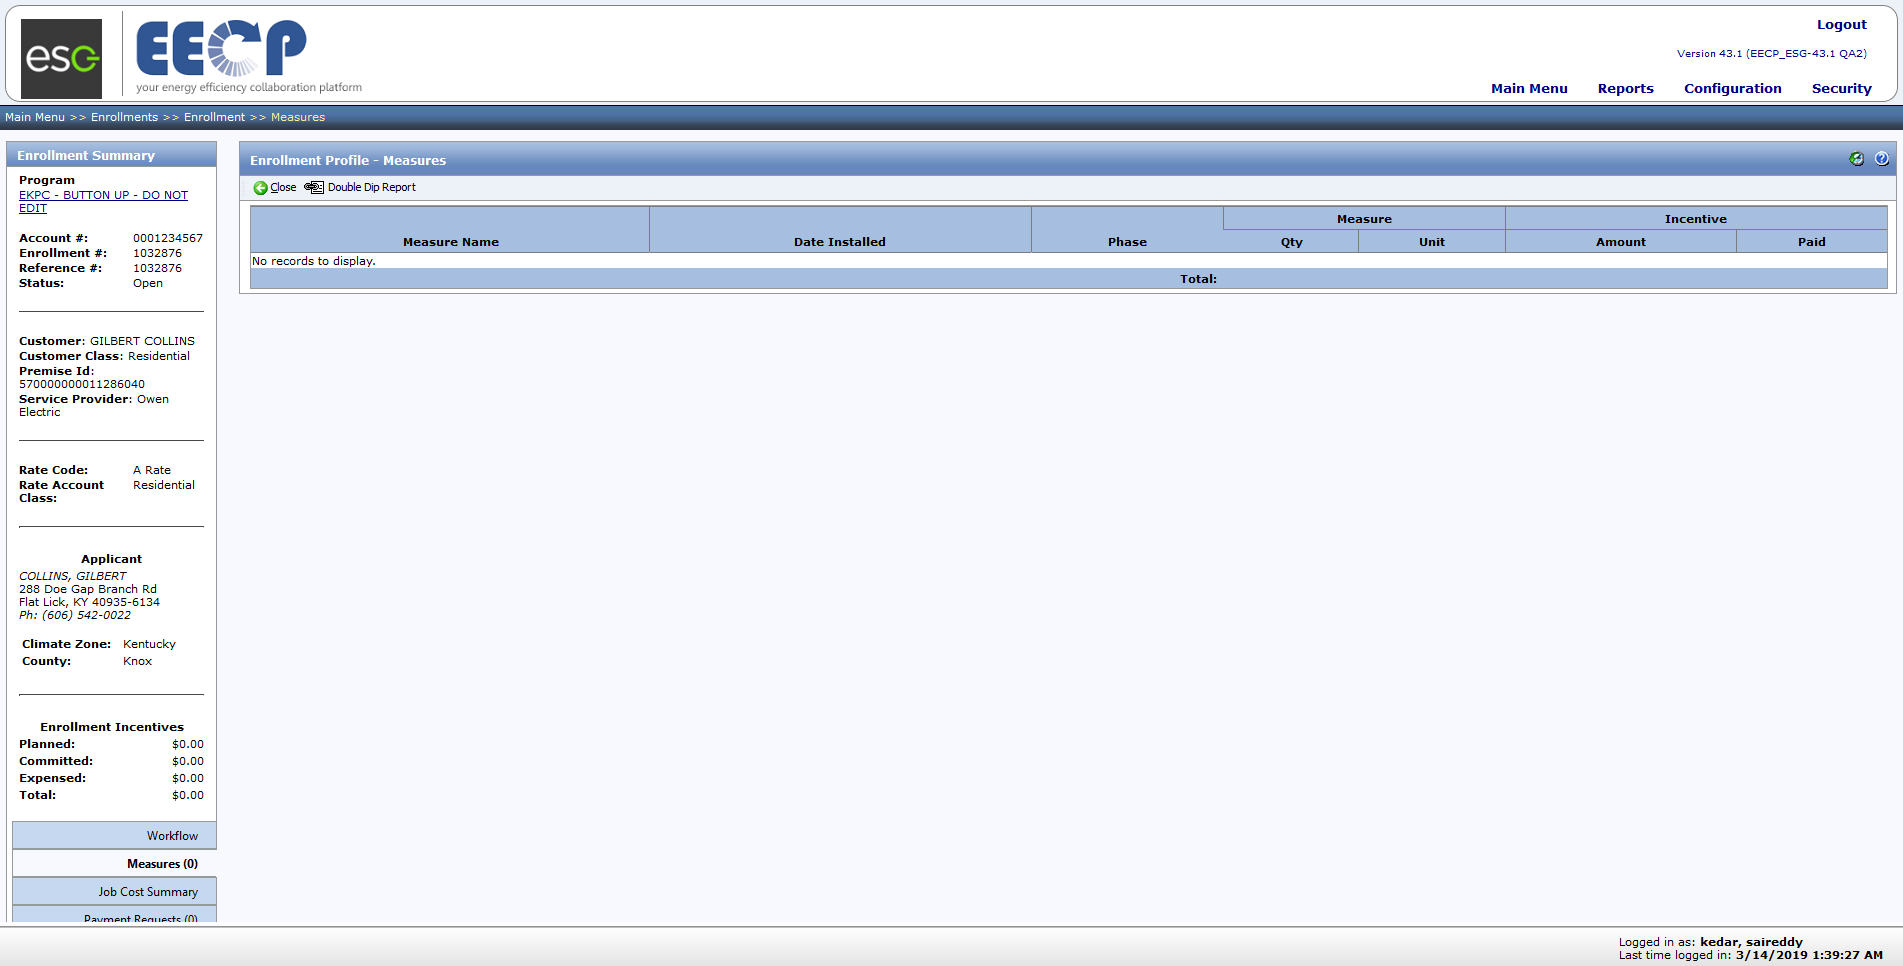 esg
EECP
your energy efficiency collaboration platform
Logout
Version 43.1 (EECP_ESG-43.1 QA2)
Main Menu Reports Configuration Security
Main Menu >> Enrollments >> Enrollment >> Measures
Enrollment Summary
Program
EKPC - BUTTON UP - DO NOT
EDIT
Account #: 0001234567
Enrollment #: 1032876
Reference #: 1032876
Status: Open
Customer: GILBERT COLLINS
Customer Class: Residential
Premise Id:
570000000011286040
Service Provider: Owen
Electric
Rate Code: A Rate
Rate Account Residential
Class:
Applicant
COLLINS, GILBERT
288 Doe Gap Branch Rd
Flat Lick, KY 40935-6134
Ph: (606) 542-0022
Climate Zone: Kentucky
County: Knox
Enrollment Incentives
Planned: $0.00
Committed: $0.00
Expensed: $0.00
Total: $0.00
Workflow
Measures (0)
Job Cost Summary
Payment Requests (0)
Enrollment Profile - Measures
Close Double Dip Report
Measure Incentive
Measure Name Date Installed Phase Qty Unit Amount Paid
No records to display.
Total:
Logged in as: kedar, saireddy
Last time logged in: 3/14/2019 1:39:27 AM